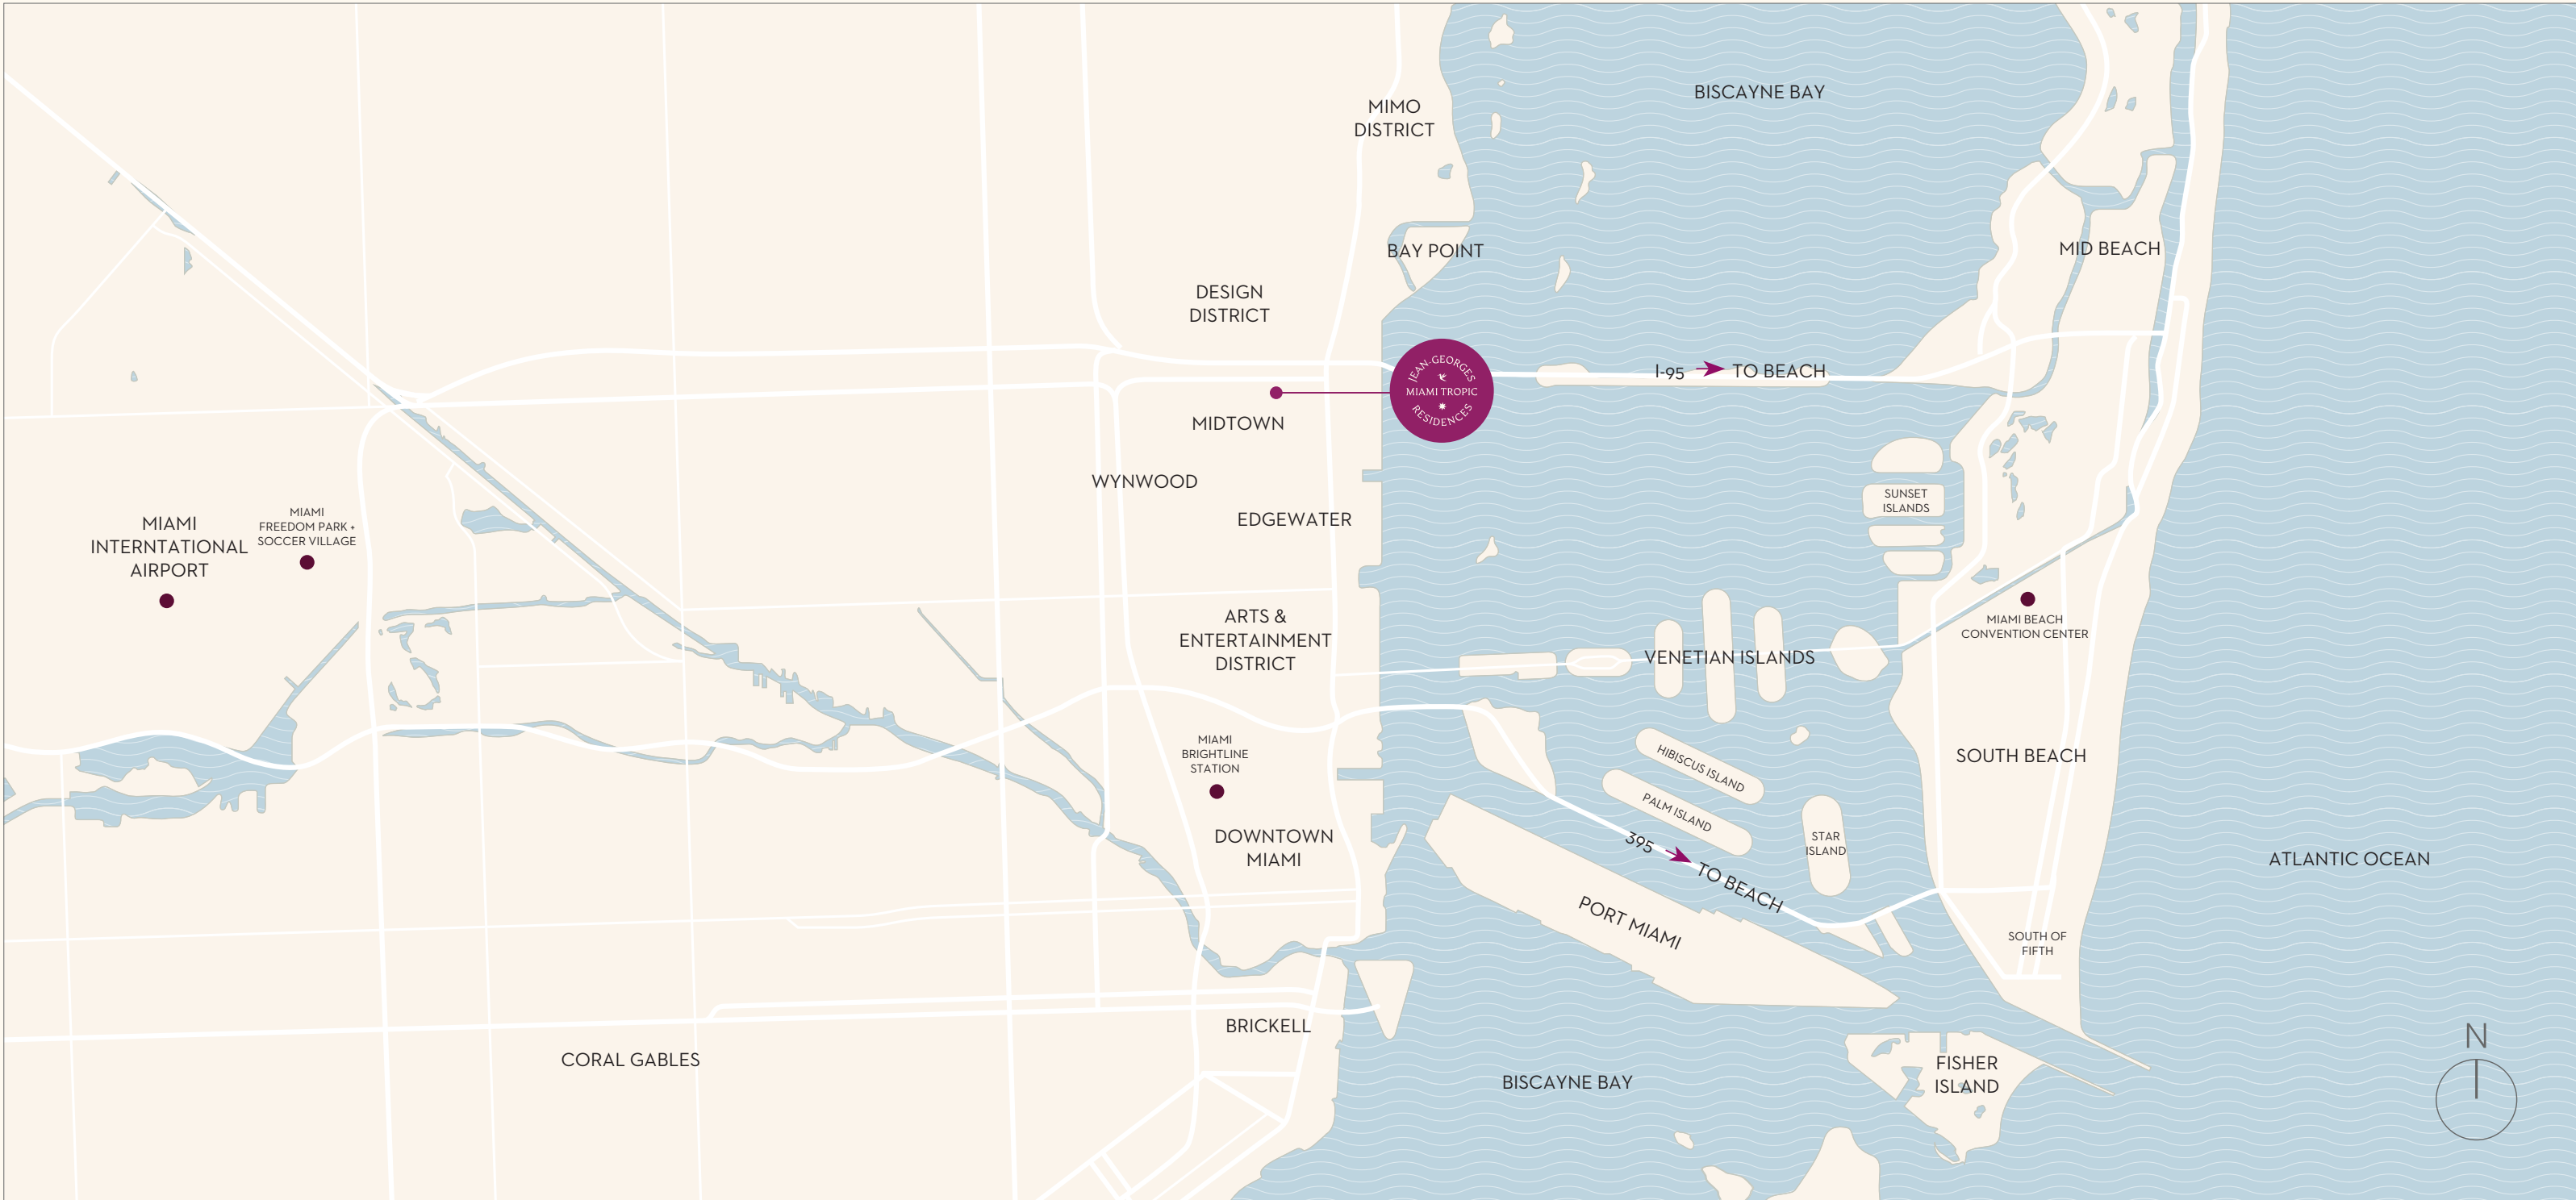 MIMO
DISTRICT
BISCAYNE BAY
BAY POINT
MID BEACH
DESIGN
DISTRICT
JEAN-GEORGES
MIAMI TROPIC
RESIDENCES
I-95 TO BEACH
MIDTOWN
WYNWOOD
EDGEWATER
SUNSET
ISLANDS
MIAMI
INTERNTATIONAL
AIRPORT
MIAMI
FREEDOM PARK +
SOCCER VILLAGE
ARTS &
ENTERTAINMENT
DISTRICT
VENETIAN ISLANDS
MIAMI BEACH
CONVENTION CENTER
MIAMI
BRIGHTLINE
STATION
HIBISCUS ISLAND
PALM ISLAND
SOUTH BEACH
DOWNTOWN
MIAMI
395 TO BEACH
STAR
ISLAND
ATLANTIC OCEAN
PORT MIAMI
SOUTH OF
FIFTH
BRICKELL
CORAL GABLES
BISCAYNE BAY
FISHER
ISLAND
N